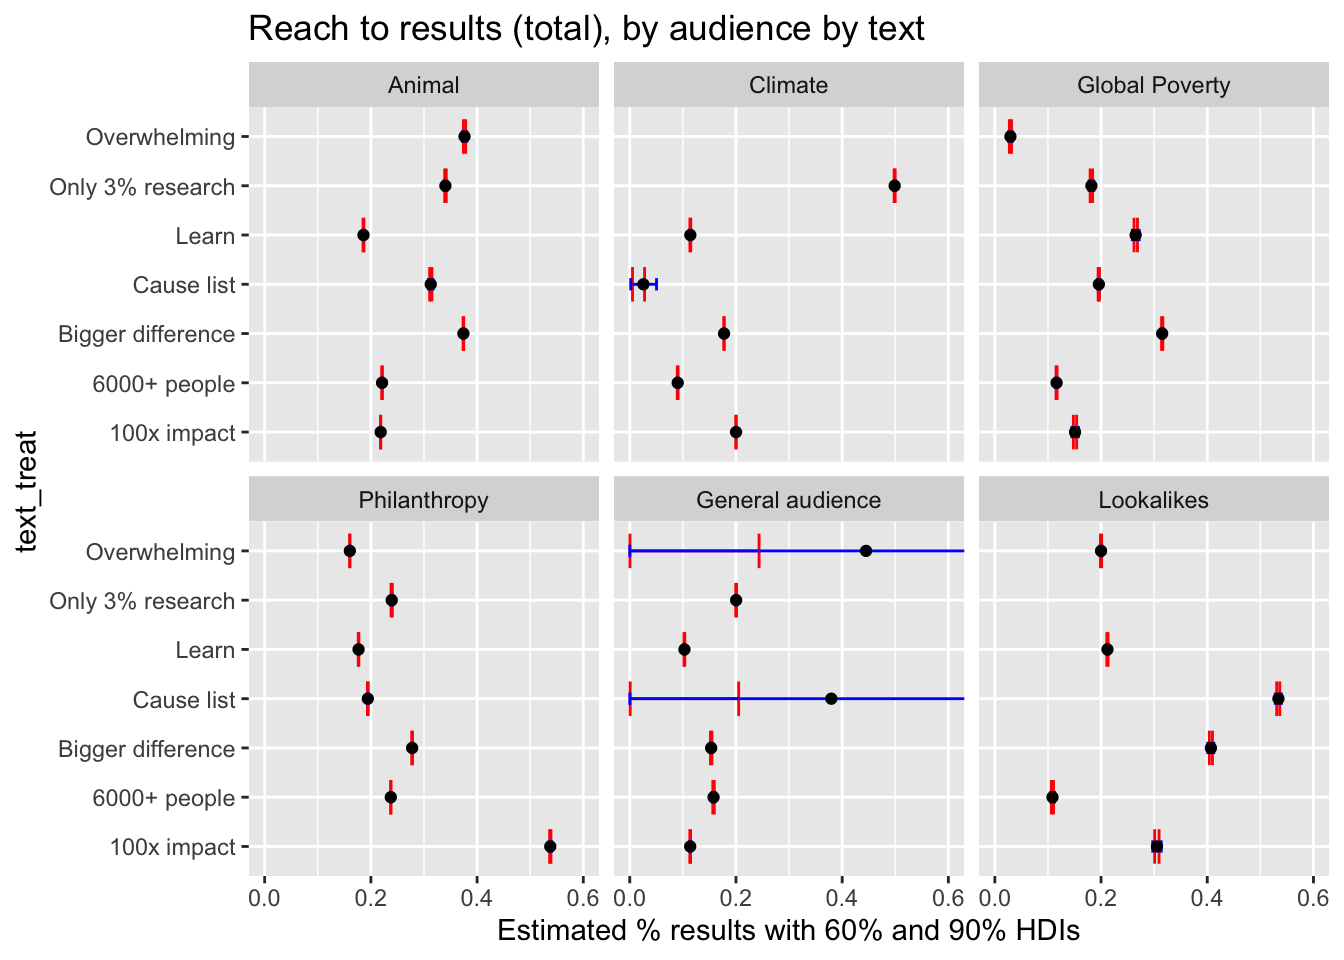 Reach to results (total), by audience by text
Animal
Climate
Global Poverty
Overwhelming
Only 3% research
Learn
Cause list
Bigger difference
6000+ people
100x impact
text_treat
Philanthropy
General audience
Lookalikes
Overwhelming
Only 3% research
Learn
Cause list
Bigger difference
6000+ people
100x impact
0.0 0.2 0.4 0.6 0.0 0.2 0.4 0.6 0.0 0.2 0.4 0.6
Estimated % results with 60% and 90% HDIs